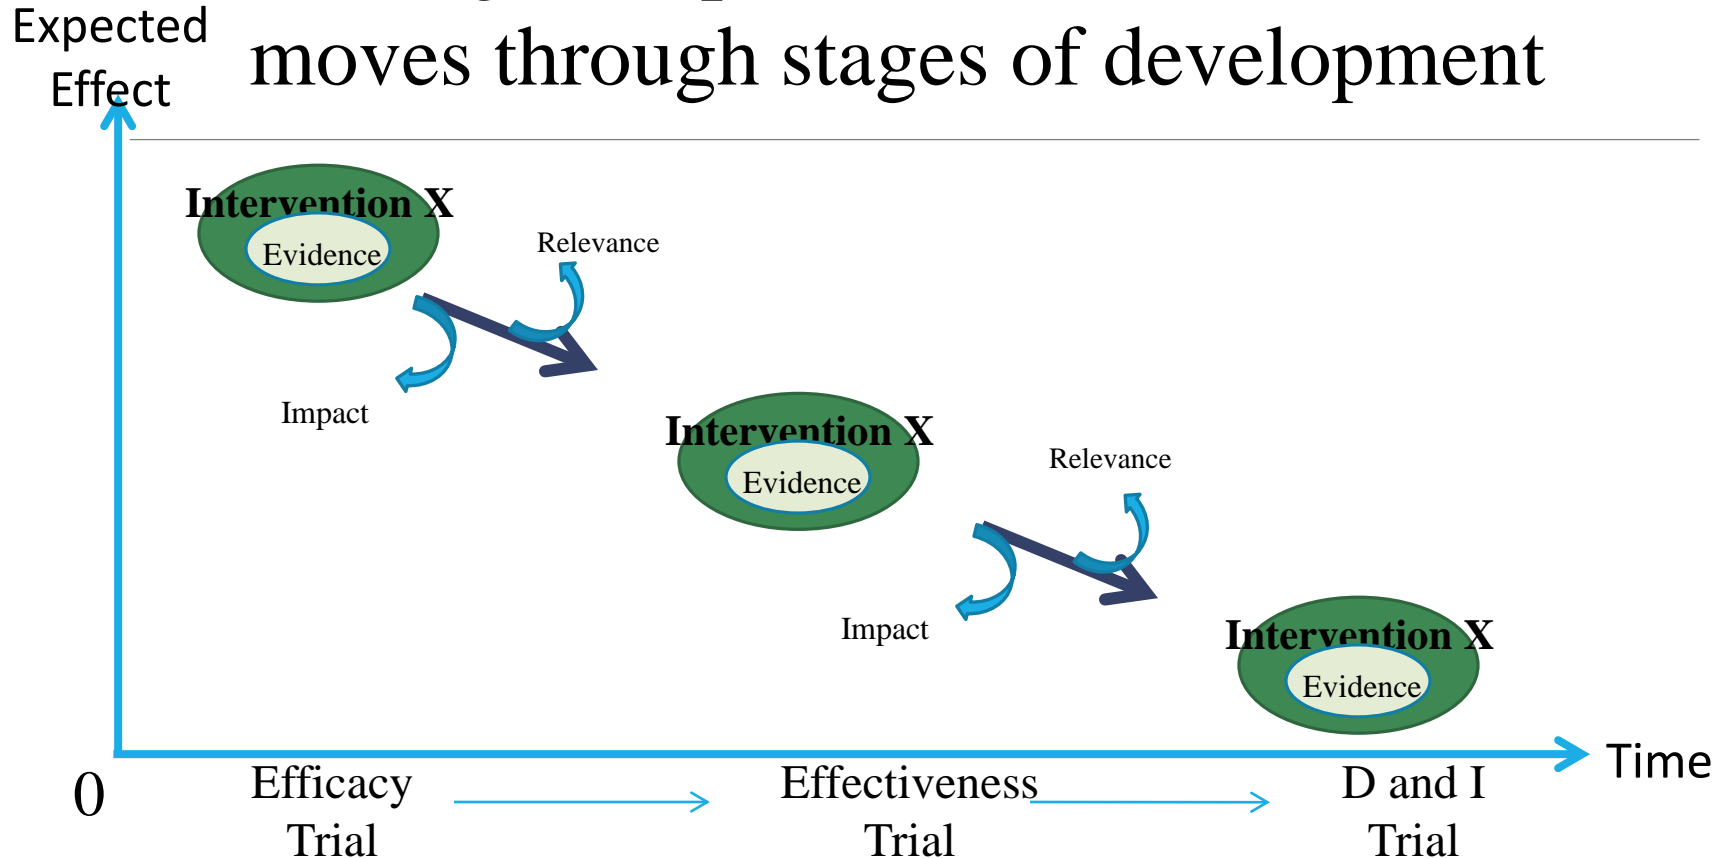 Expected
Effect
moves through stages of development
Intervention X
Evidence
Relevance
Impact
Intervention X
Evidence
Relevance
Impact
Intervention X
Evidence
Time
0
Efficacy
Trial
Effectiveness
Trial
D and I
Trial